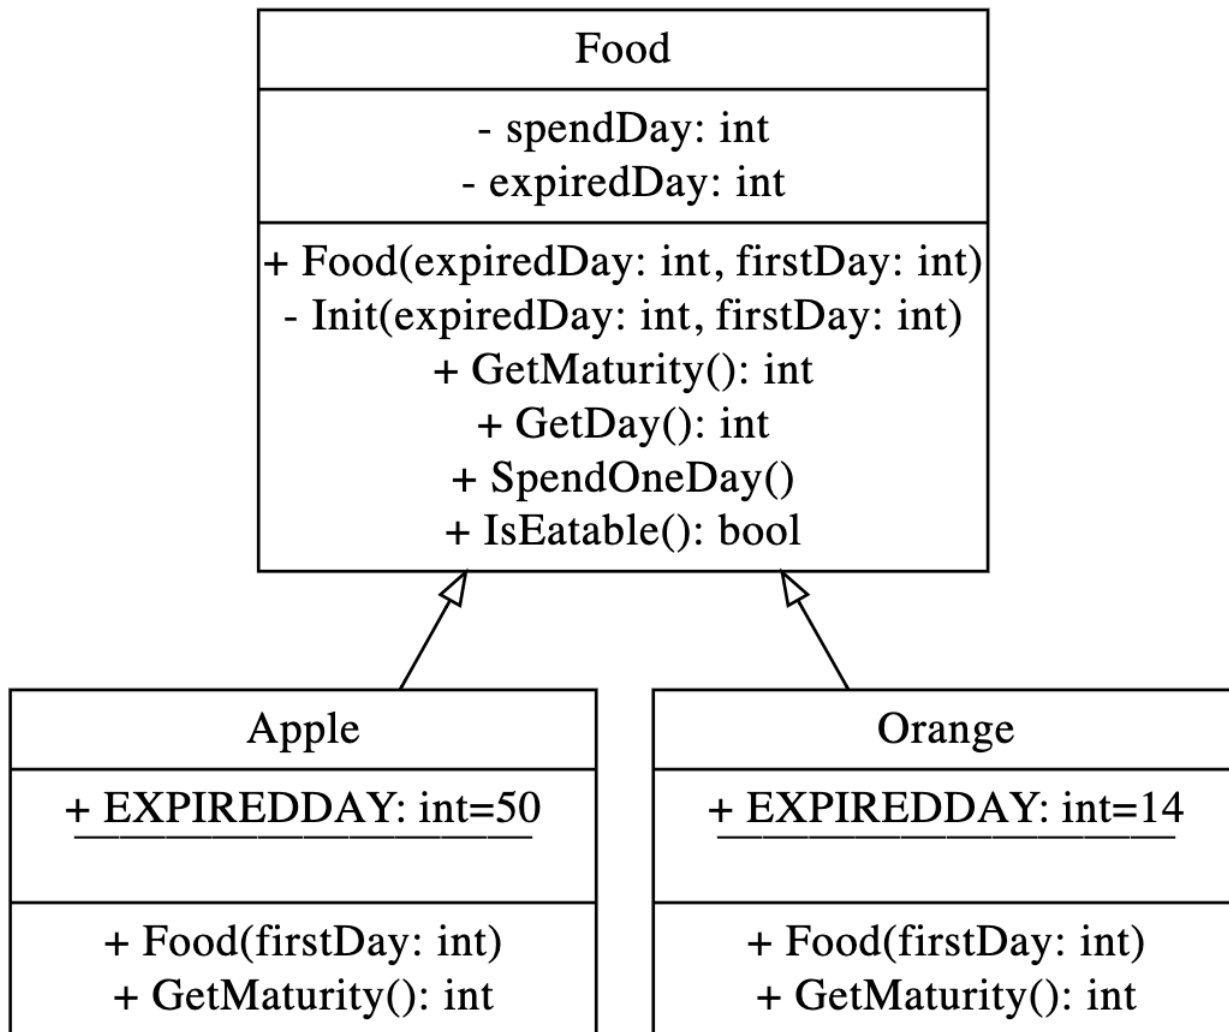 Food
- spendDay: int
- expiredDay: int
+ Food(expiredDay: int, firstDay: int)
- Init(expiredDay: int, firstDay: int)
+ GetMaturity(): int
+ GetDay(): int
+ SpendOneDay()
+ IsEatable(): bool
Apple
+ EXPIREDDAY: int=50
+ Food(firstDay: int)
+ GetMaturity(): int
Orange
+ EXPIREDDAY: int=14
+ Food(firstDay: int)
+ GetMaturity(): int